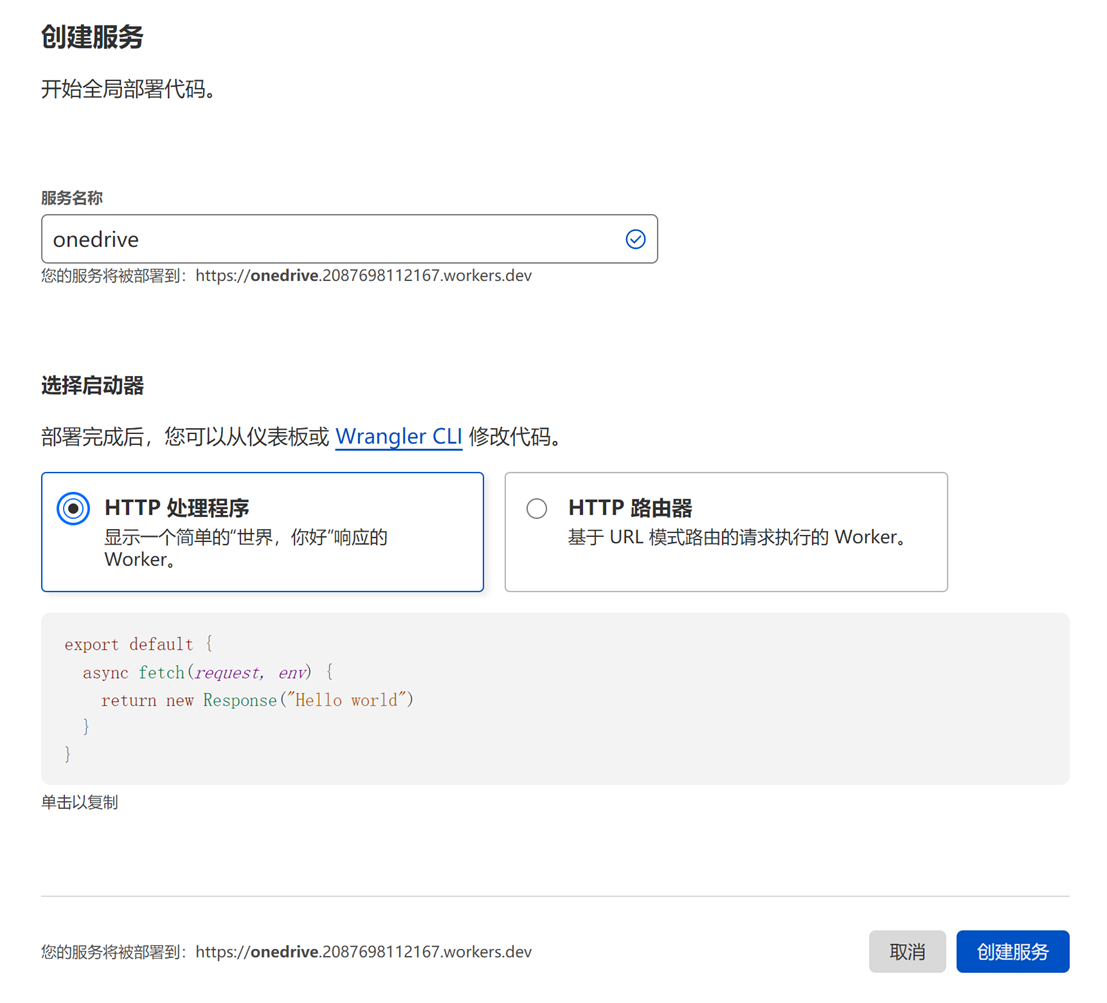 创建服务
开始全局部署代码。
服务名称
onedrive
您的服务将被部署到：https://onedrive.2087698112167.workers.dev
选择启动器
部署完成后，您可以从仪表板或 Wrangler CLI 修改代码。
HTTP 处理程序
显示一个简单的“世界，你好”响应的
Worker。
HTTP 路由器
基于 URL 模式路由的请求执行的 Worker。
export default {
  async fetch(request, env) {
    return new Response("Hello world")
  }
}
单击以复制
您的服务将被部署到：https://onedrive.2087698112167.workers.dev
取消
创建服务